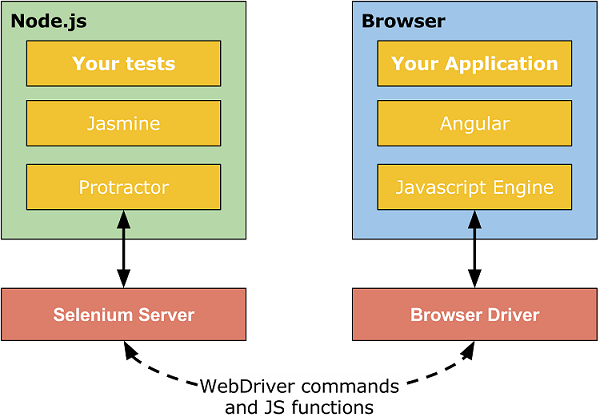 Node.js
Your tests
Jasmine
Protractor
Selenium Server
Browser
Your Application
Angular
Javascript Engine
Browser Driver
WebDriver commands
and JS functions